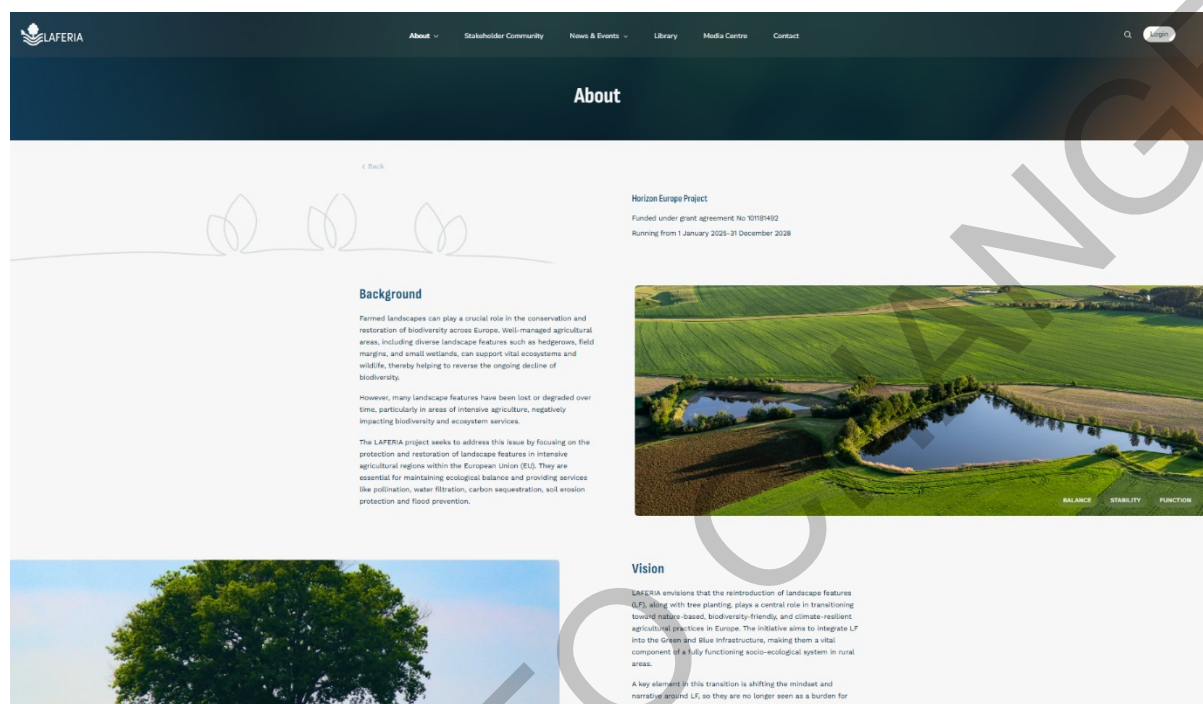 LAFERIA
About
Stakeholder Community
News & Events
Library
Media Centre
Contact
Login
About
< Back
Horizon Europe Project
Funded under grant agreement No 101181492
Running from 1 January 2025-31 December 2028
Background
Farmed landscapes can play a crucial role in the conservation and
restoration of biodiversity across Europe. Well-managed agricultural
areas, including diverse landscape features such as hedgerows, field
margins, and small wetlands, can support vital ecosystems and
wildlife, thereby helping to reverse the ongoing decline of
biodiversity.
However, many landscape features have been lost or degraded over
time, particularly in areas of intensive agriculture, negatively
impacting biodiversity and ecosystem services.
The LAFERIA project seeks to address this issue by focusing on the
protection and restoration of landscape features in intensive
agricultural regions within the European Union (EU). They are
essential for maintaining ecological balance and providing services
like pollination, water filtration, carbon sequestration, soil erosion
protection and flood prevention.
BALANCE
STABILITY
FUNCTION
Vision
LAFERIA envisions that the reintroduction of landscape features
(LF), along with tree planting, plays a central role in transitioning
toward nature-based, biodiversity-friendly, and climate-resilient
agricultural practices in Europe. The initiative aims to integrate LF
into the Green and Blue Infrastructure, making them a vital
component of a fully functioning socio-ecological system in rural
areas.
A key element in this transition is shifting the mindset and
narrative around LF, so they are no longer seen as a burden for